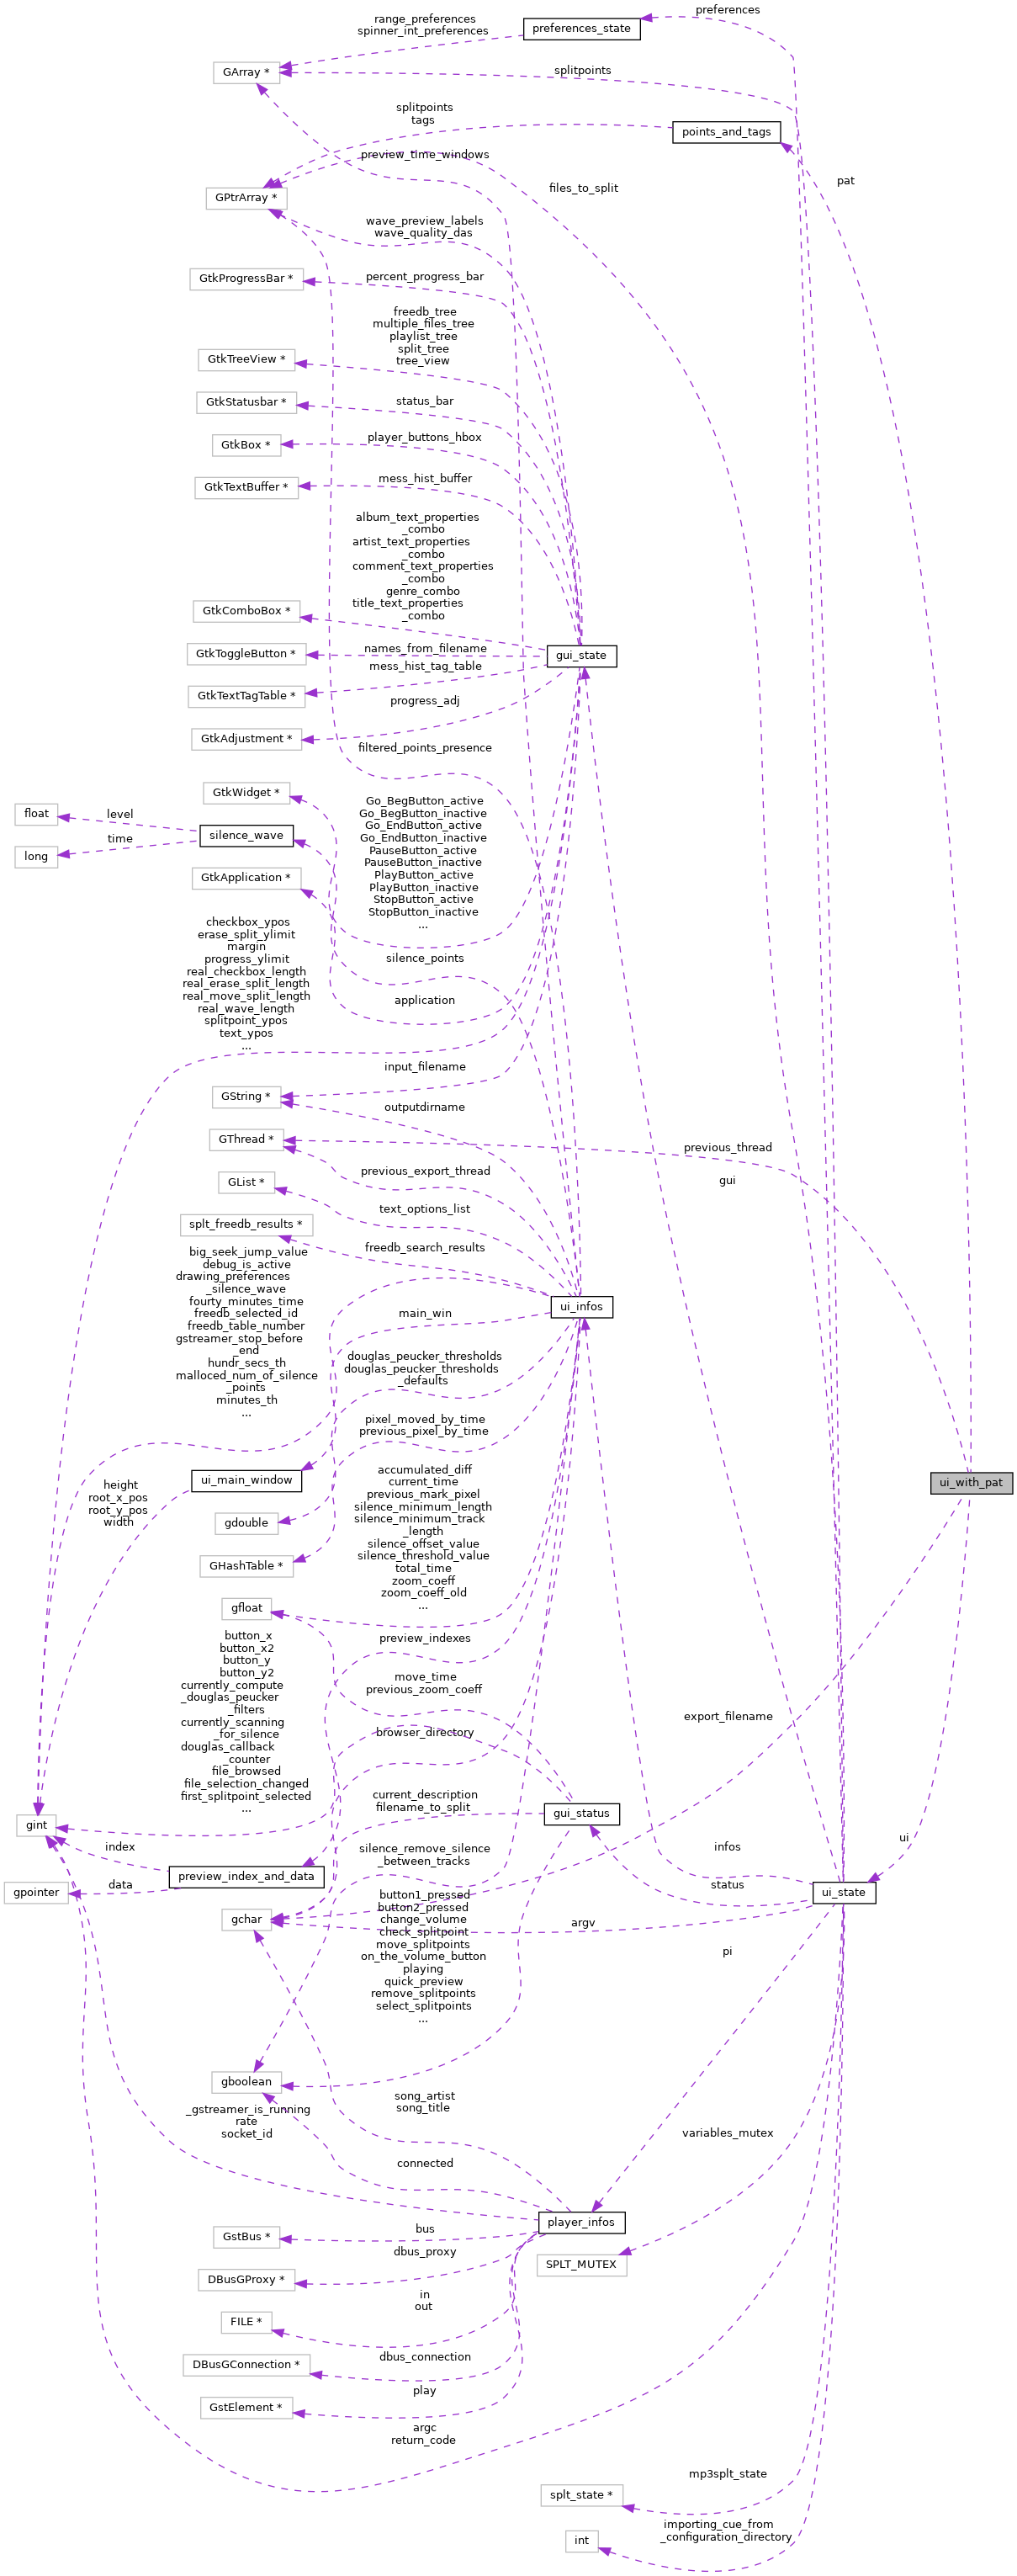 preferences
range_preferences
spinner_int_preferences
preferences_state
GArray *
splitpoints
splitpoints
tags
points_and_tags
preview_time_windows
pat
files_to_split
GPtrArray *
wave_preview_labels
wave_quality_das
GtkProgressBar *
percent_progress_bar
freedb_tree
multiple_files_tree
playlist_tree
split_tree
tree_view
GtkTreeView *
GtkStatusbar *
status_bar
GtkBox *
player_buttons_hbox
GtkTextBuffer *
mess_hist_buffer
album_text_properties
_combo
artist_text_properties
_combo
comment_text_properties
_combo
genre_combo
title_text_properties
_combo
GtkComboBox *
GtkToggleButton *
names_from_filename
gui_state
mess_hist_tag_table
GtkTextTagTable *
progress_adj
GtkAdjustment *
filtered_points_presence
GtkWidget *
Go_BegButton_active
Go_BegButton_inactive
Go_EndButton_active
Go_EndButton_inactive
PauseButton_active
PauseButton_inactive
PlayButton_active
PlayButton_inactive
StopButton_active
StopButton_inactive
...
float
level
silence_wave
long
time
GtkApplication *
checkbox_ypos
erase_split_ylimit
margin
progress_ylimit
real_checkbox_length
real_erase_split_length
real_move_split_length
real_wave_length
splitpoint_ypos
text_ypos
...
silence_points
application
input_filename
GString *
outputdirname
GThread *
previous_thread
previous_export_thread
gui
GList *
text_options_list
splt_freedb_results *
freedb_search_results
big_seek_jump_value
debug_is_active
drawing_preferences
_silence_wave
fourty_minutes_time
freedb_selected_id
freedb_table_number
gstreamer_stop_before
_end
hundr_secs_th
malloced_num_of_silence
_points
minutes_th
...
main_win
ui_infos
douglas_peucker_thresholds
douglas_peucker_thresholds
_defaults
pixel_moved_by_time
previous_pixel_by_time
height
root_x_pos
root_y_pos
width
ui_main_window
ui_with_pat
accumulated_diff
current_time
previous_mark_pixel
silence_minimum_length
silence_minimum_track
_length
silence_offset_value
silence_threshold_value
total_time
zoom_coeff
zoom_coeff_old
...
gdouble
GHashTable *
gfloat
preview_indexes
button_x
button_x2
button_y
button_y2
currently_compute
_douglas_peucker
_filters
currently_scanning
_for_silence
douglas_callback
_counter
file_browsed
file_selection_changed
first_splitpoint_selected
...
move_time
previous_zoom_coeff
export_filename
browser_directory
current_description
filename_to_split
gui_status
gint
index
preview_index_and_data
gpointer
data
silence_remove_silence
_between_tracks
infos
ui
status
ui_state
gchar
argv
button1_pressed
button2_pressed
change_volume
check_splitpoint
move_splitpoints
on_the_volume_button
playing
quick_preview
remove_splitpoints
select_splitpoints
...
pi
gboolean
song_artist
song_title
_gstreamer_is_running
rate
socket_id
connected
variables_mutex
player_infos
GstBus *
bus
SPLT_MUTEX
DBusGProxy *
dbus_proxy
FILE *
in
out
DBusGConnection *
dbus_connection
GstElement *
play
argc
return_code
mp3splt_state
splt_state *
importing_cue_from
_configuration_directory
int